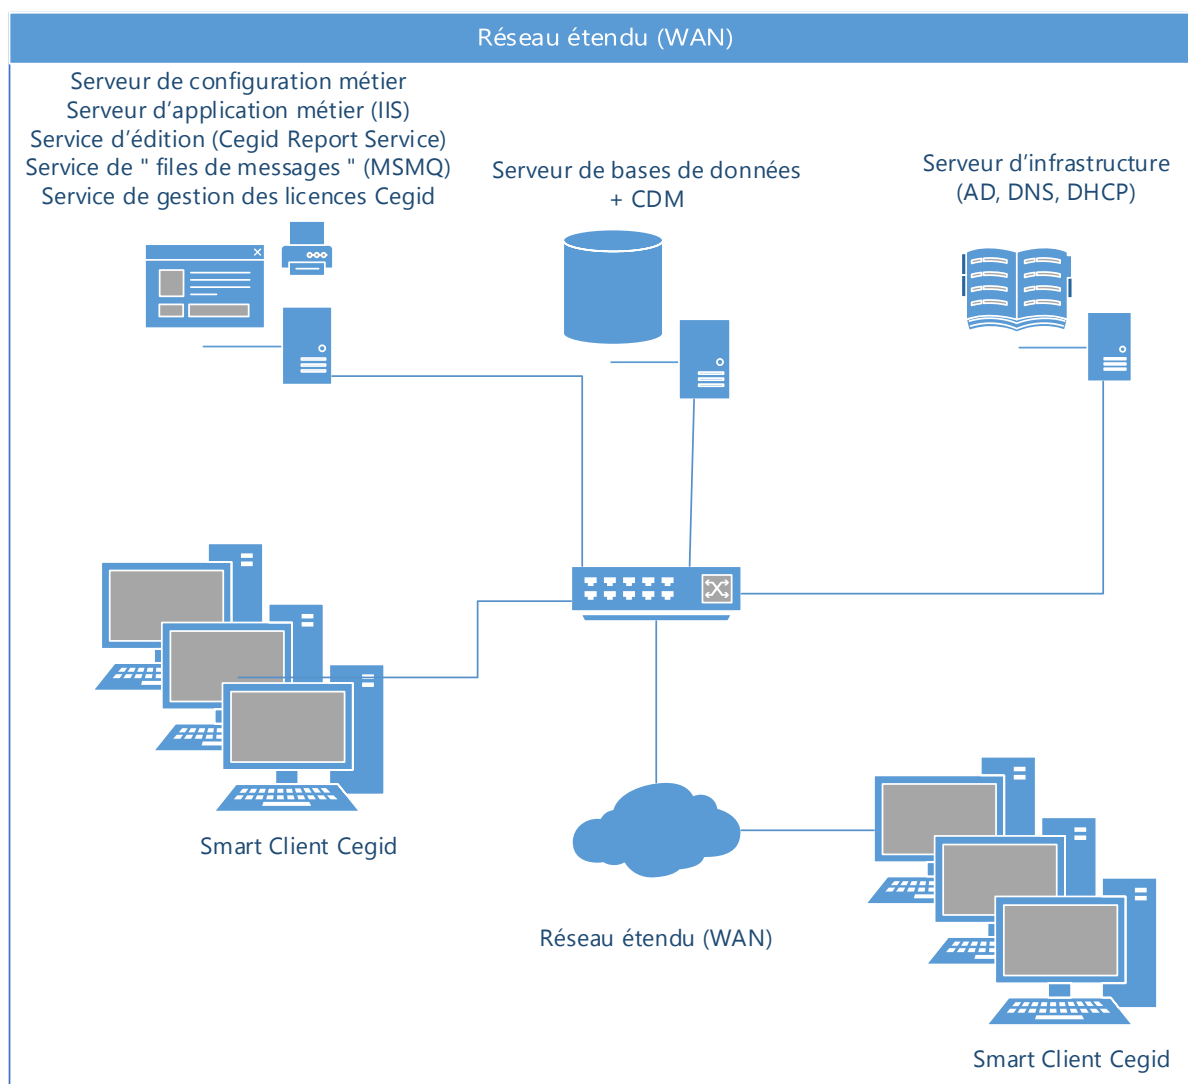 Réseau étendu (WAN)
Serveur de configuration métier
Serveur d'application métier (IIS)
Service d'édition (Cegid Report Service)
Service de " files de messages " (MSMQ)
Service de gestion des licences Cegid
Serveur de bases de données
+ CDM
Serveur d'infrastructure
(AD, DNS, DHCP)
Smart Client Cegid
Réseau étendu (WAN)
Smart Client Cegid